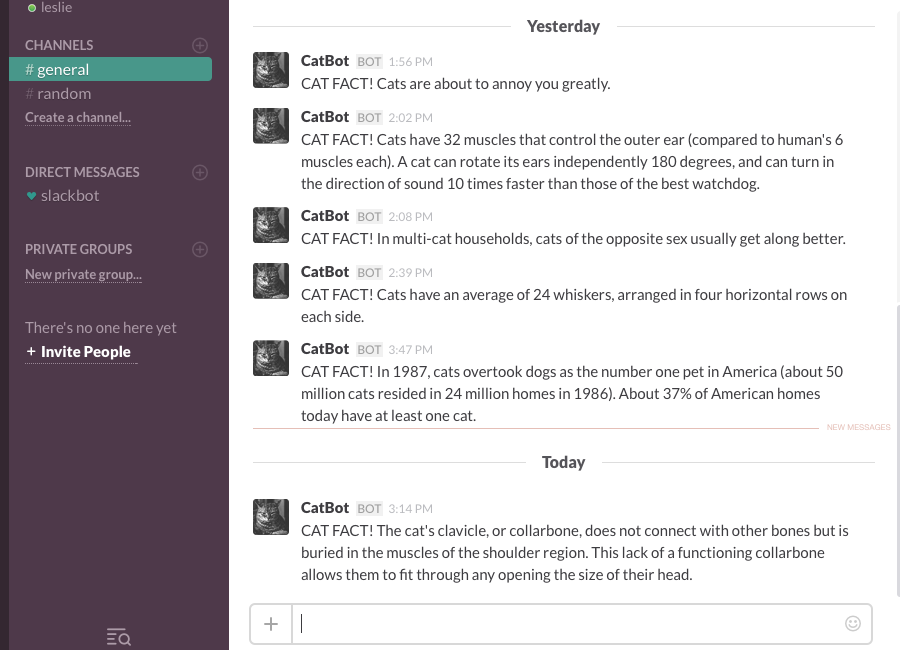 leslie
CHANNELS
# general
# random
Create a channel...
DIRECT MESSAGES
slackbot
PRIVATE GROUPS
New private group...
There's no one here yet
+ Invite People
Yesterday
CatBot BOT 1:56 PM
CAT FACT! Cats are about to annoy you greatly.
CatBot BOT 2:02 PM
CAT FACT! Cats have 32 muscles that control the outer ear (compared to human's 6
muscles each). A cat can rotate its ears independently 180 degrees, and can turn in
the direction of sound 10 times faster than those of the best watchdog.
CatBot BOT 2:08 PM
CAT FACT! In multi-cat households, cats of the opposite sex usually get along better.
CatBot BOT 2:39 PM
CAT FACT! Cats have an average of 24 whiskers, arranged in four horizontal rows on
each side.
CatBot BOT 3:47 PM
CAT FACT! In 1987, cats overtook dogs as the number one pet in America (about 50
million cats resided in 24 million homes in 1986). About 37% of American homes
today have at least one cat.
NEW MESSAGES
Today
CatBot BOT 3:14 PM
CAT FACT! The cat's clavicle, or collarbone, does not connect with other bones but is
buried in the muscles of the shoulder region. This lack of a functioning collarbone
allows them to fit through any opening the size of their head.